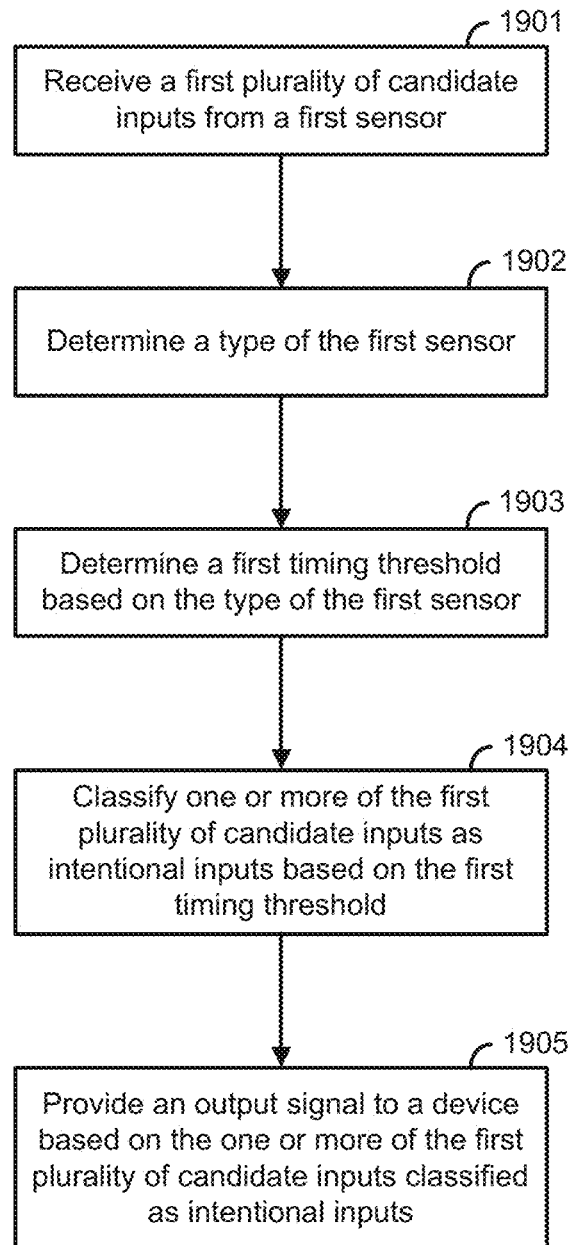 1901
Receive a first plurality of candidate
inputs from a first sensor
1902
Determine a type of the first sensor
1903
Determine a first timing threshold
based on the type of the first sensor
1904
Classify one or more of the first
plurality of candidate inputs as
intentional inputs based on the first
timing threshold
1905
Provide an output signal to a device
based on the one or more of the first
plurality of candidate inputs classified
as intentional inputs